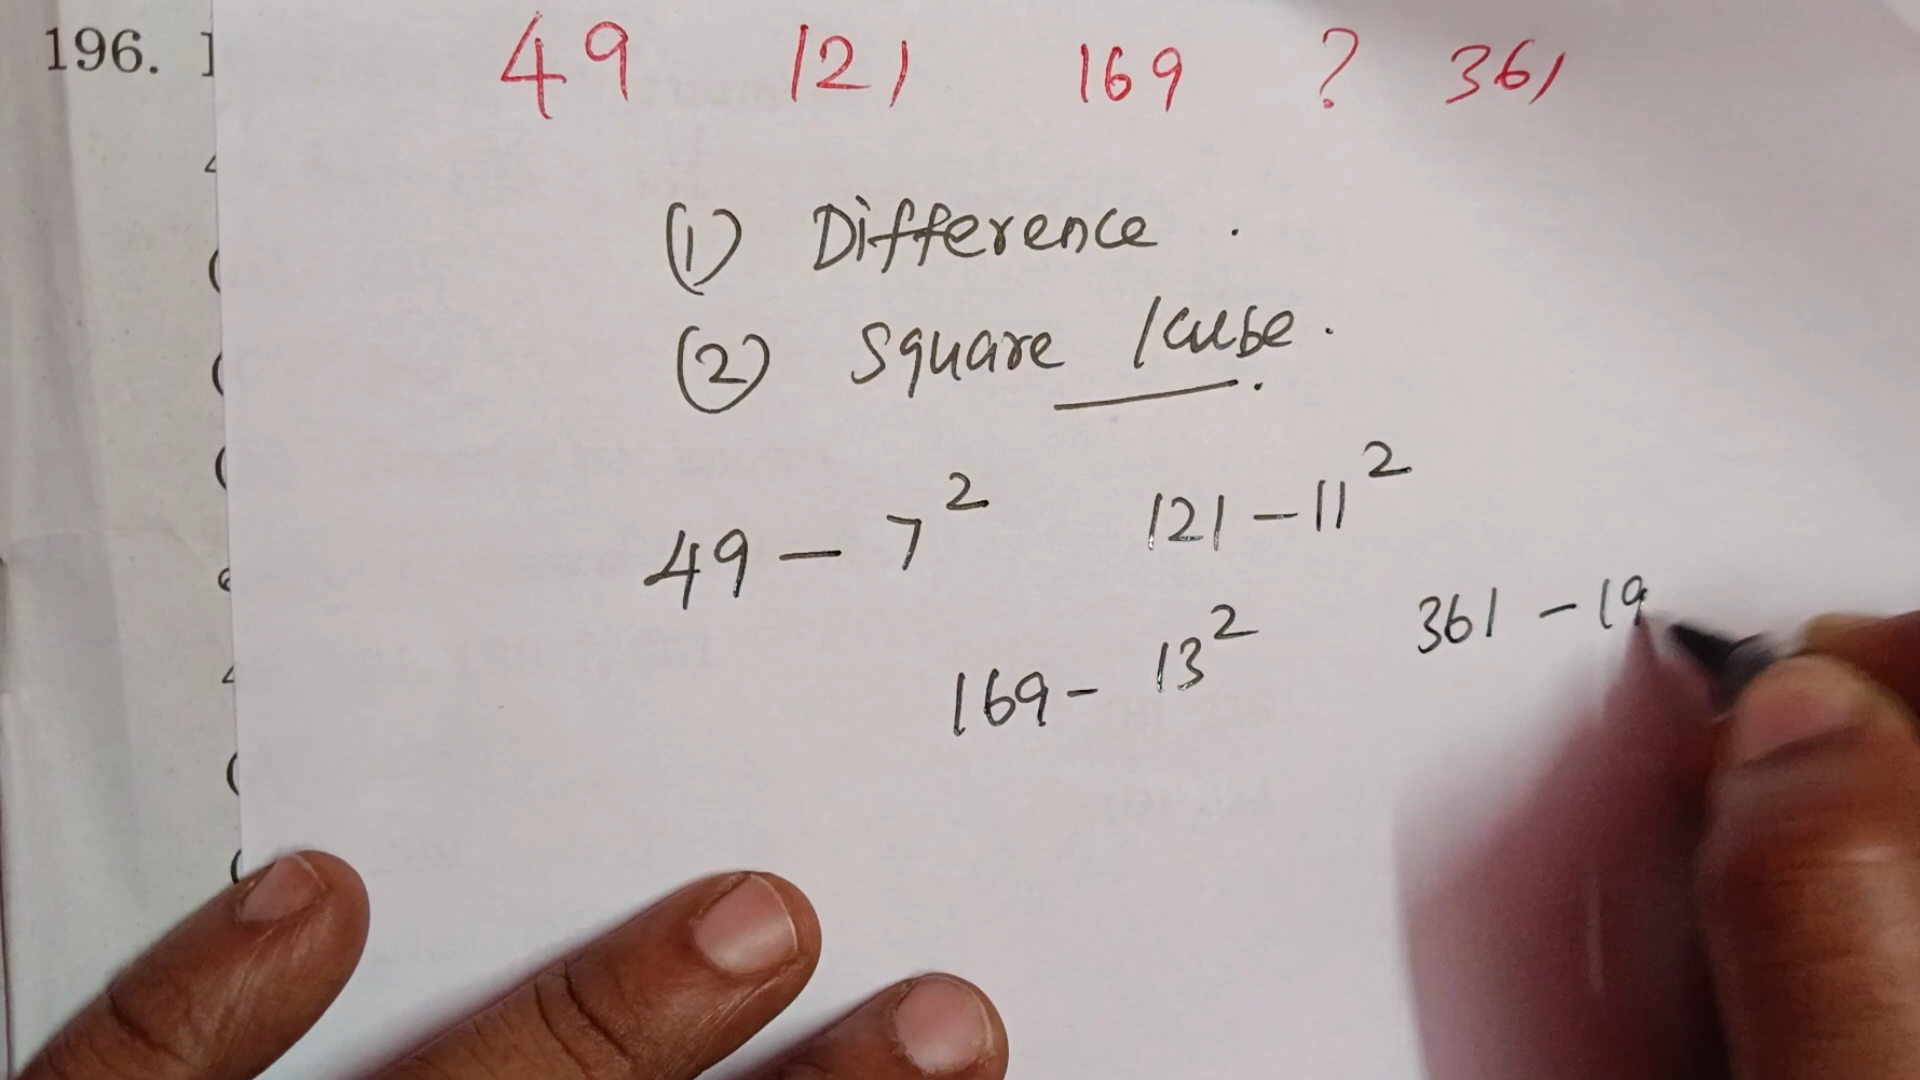 196. ]
49 121 169 ? 361
(1) Difference .
(2) Square /cube .
49 - 7² 121 - 11²
169 - 13² 361 - 19